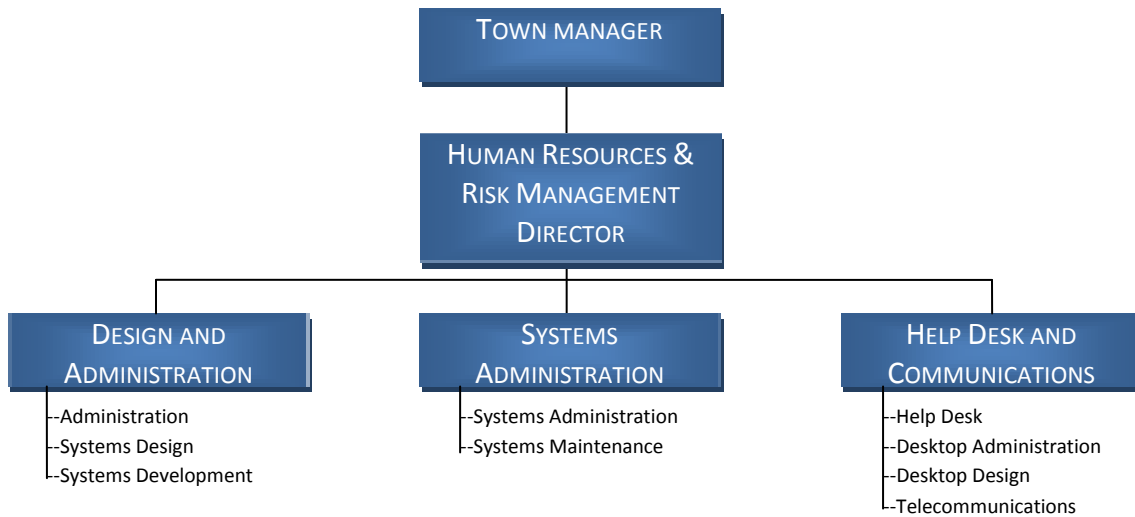 TOWN MANAGER
HUMAN RESOURCES &
RISK MANAGEMENT
DIRECTOR
DESIGN AND
ADMINISTRATION
--Administration
--Systems Design
--Systems Development
SYSTEMS
ADMINISTRATION
--Systems Administration
--Systems Maintenance
HELP DESK AND
COMMUNICATIONS
--Help Desk
--Desktop Administration
--Desktop Design
--Telecommunications